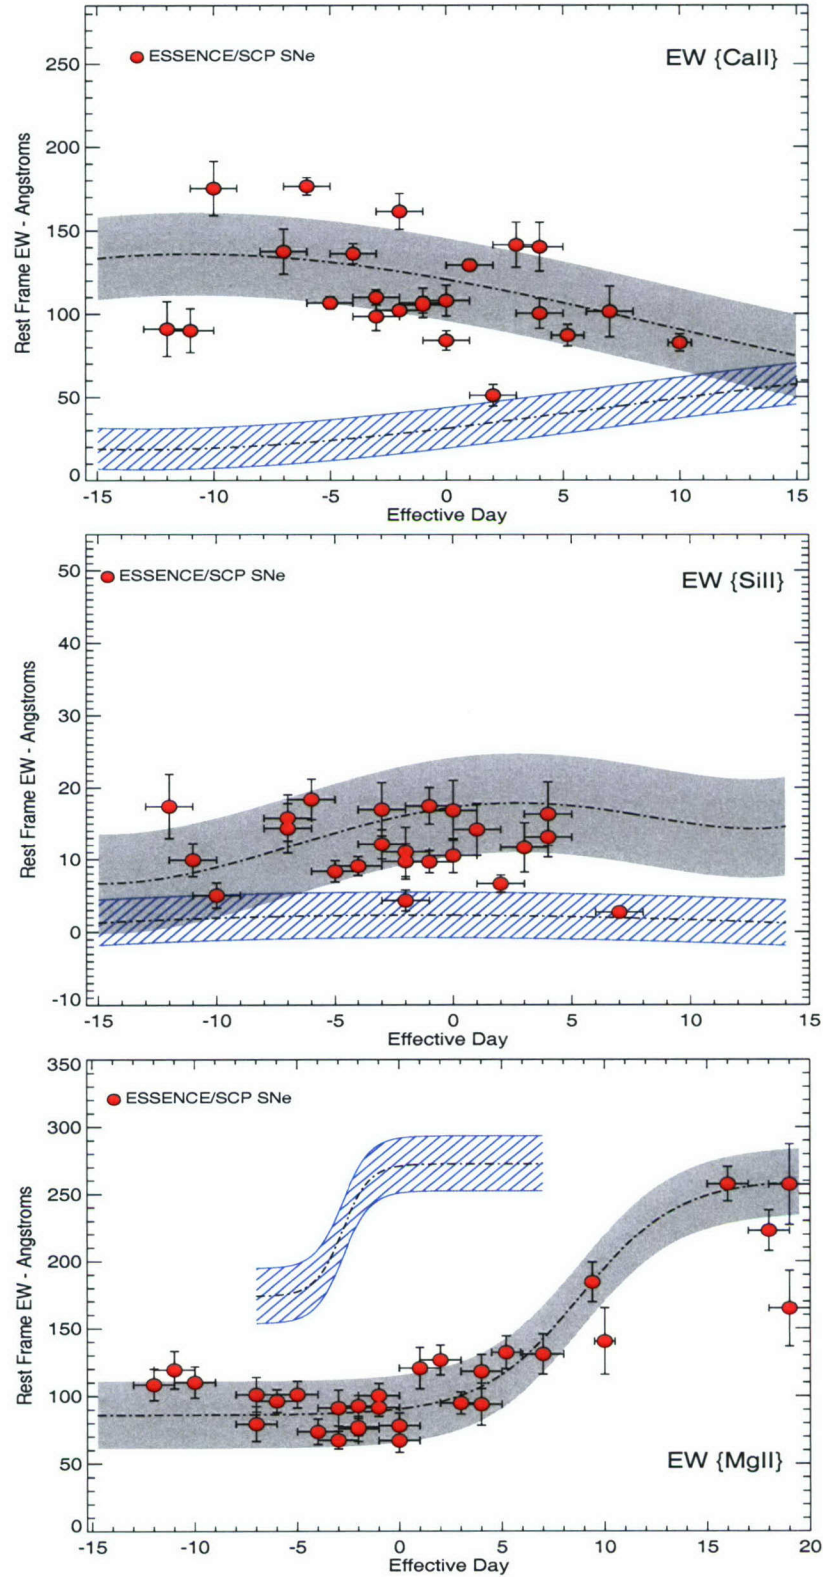 ESSENCE/SCP SNe
EW {CaII}
250
200
150
100
50
0
Rest Frame EW - Angstroms
-15 -10 -5 0 5 10 15
Effective Day
ESSENCE/SCP SNe
EW {SiII}
50
40
30
20
10
0
-10
Rest Frame EW - Angstroms
-15 -10 -5 0 5 10 15
Effective Day
350
300
250
200
150
100
50
0
ESSENCE/SCP SNe
Rest Frame EW - Angstroms
EW {MgII}
-15 -10 -5 0 5 10 15 20
Effective Day